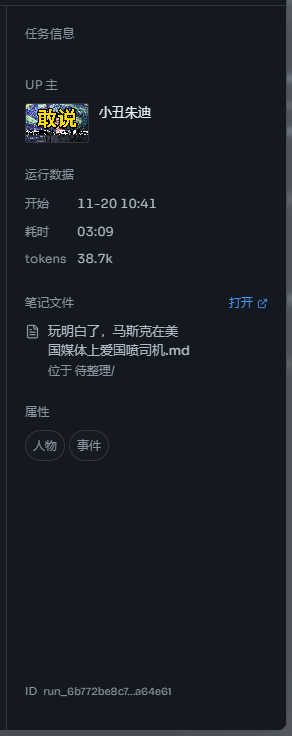 任务信息
UP 主
敢说
小丑朱迪
运行数据
开始 11-20 10:41
耗时 03:09
tokens 38.7k
笔记文件 打开
玩明白了，马斯克在美
国媒体上爱国喷司机.md
位于 待整理/
属性
人物 事件
ID run_6b772be8c7...a64e61